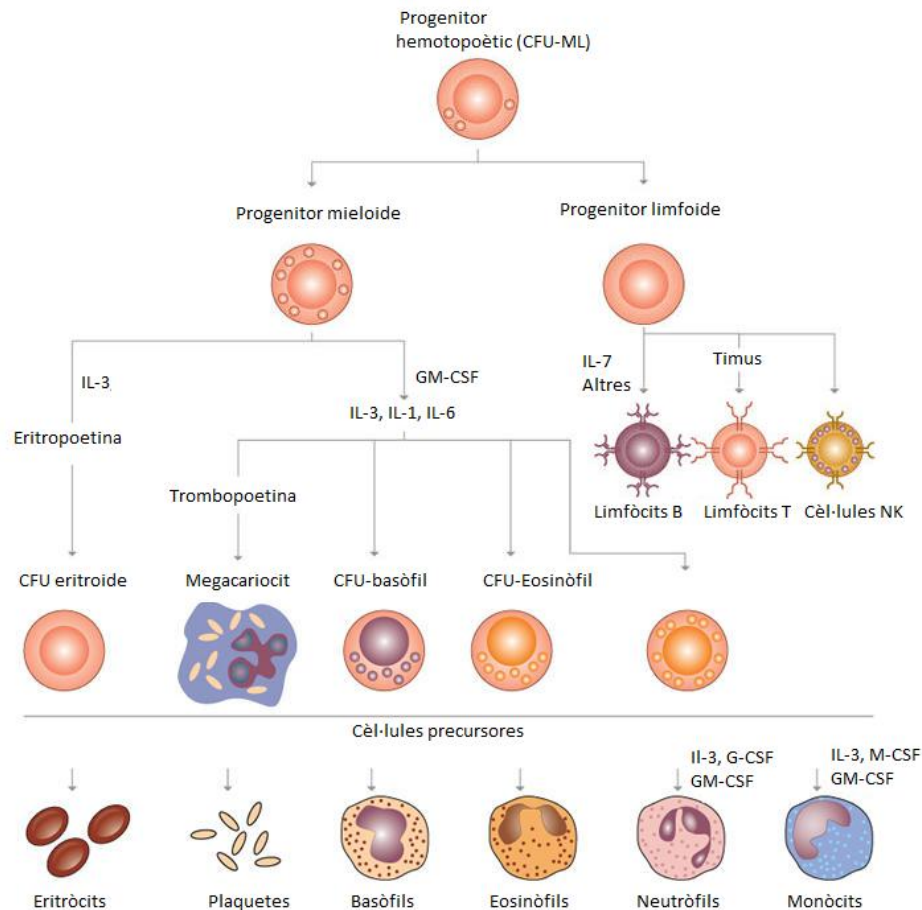 Progenitor
hemotopoètic (CFU-ML)
Progenitor mieloide
Progenitor limfoide
IL-3
GM-CSF
IL-3, IL-1, IL-6
IL-7
Altres
Timus
Eritropoetina
Trombopoetina
Limfòcits B
Limfòcits T
Cèl·lules NK
CFU eritroide
Megacariocit
CFU-basòfil
CFU-Eosinòfil
Cèl·lules precursores
Il-3, G-CSF
GM-CSF
IL-3, M-CSF
GM-CSF
Eritròcits
Plaquetes
Basòfils
Eosinòfils
Neutròfils
Monòcits